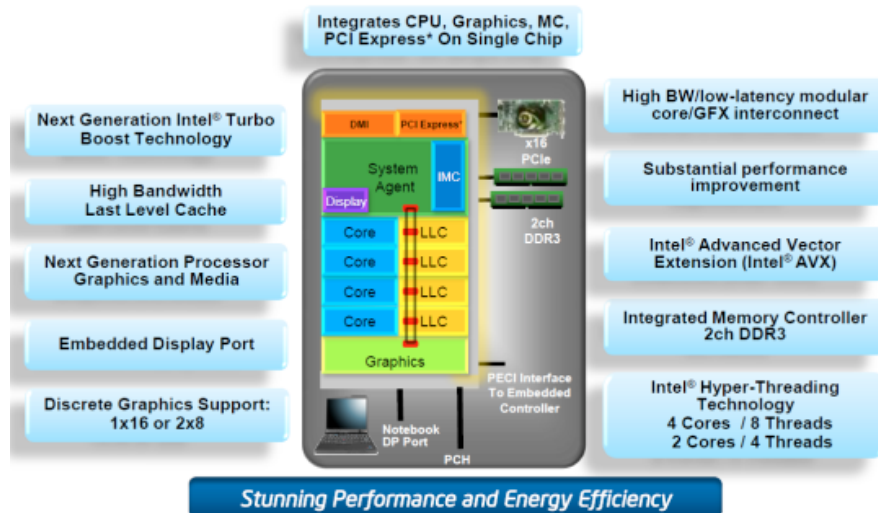 Integrates CPU, Graphics, MC,
PCI Express* On Single Chip
Next Generation Intel® Turbo
Boost Technology
High Bandwidth
Last Level Cache
Next Generation Processor
Graphics and Media
Embedded Display Port
Discrete Graphics Support:
1x16 or 2x8
DMI
PCI Express*
System
Agent
IMC
Display
Core
LLC
Core
LLC
Core
LLC
Core
LLC
Graphics
x16
PCIe
2ch
DDR3
PECI Interface
To Embedded
Controller
Notebook
DP Port
PCH
High BW/low-latency modular
core/GFX interconnect
Substantial performance
improvement
Intel® Advanced Vector
Extension (Intel® AVX)
Integrated Memory Controller
2ch DDR3
Intel® Hyper-Threading
Technology
4 Cores / 8 Threads
2 Cores / 4 Threads
Stunning Performance and Energy Efficiency